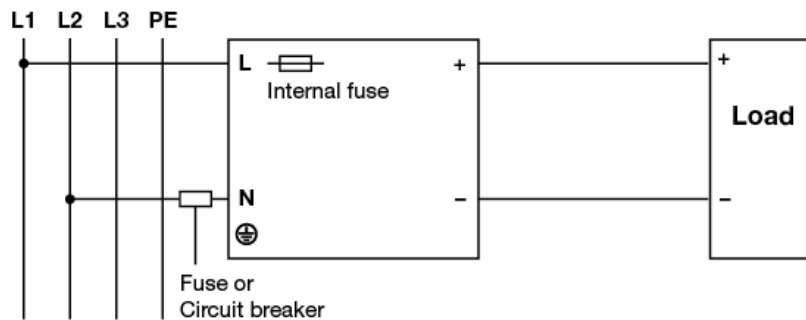 L1 L2 L3 PE
L
+
+
Internal fuse
Load
N
−
−
Fuse or
Circuit breaker